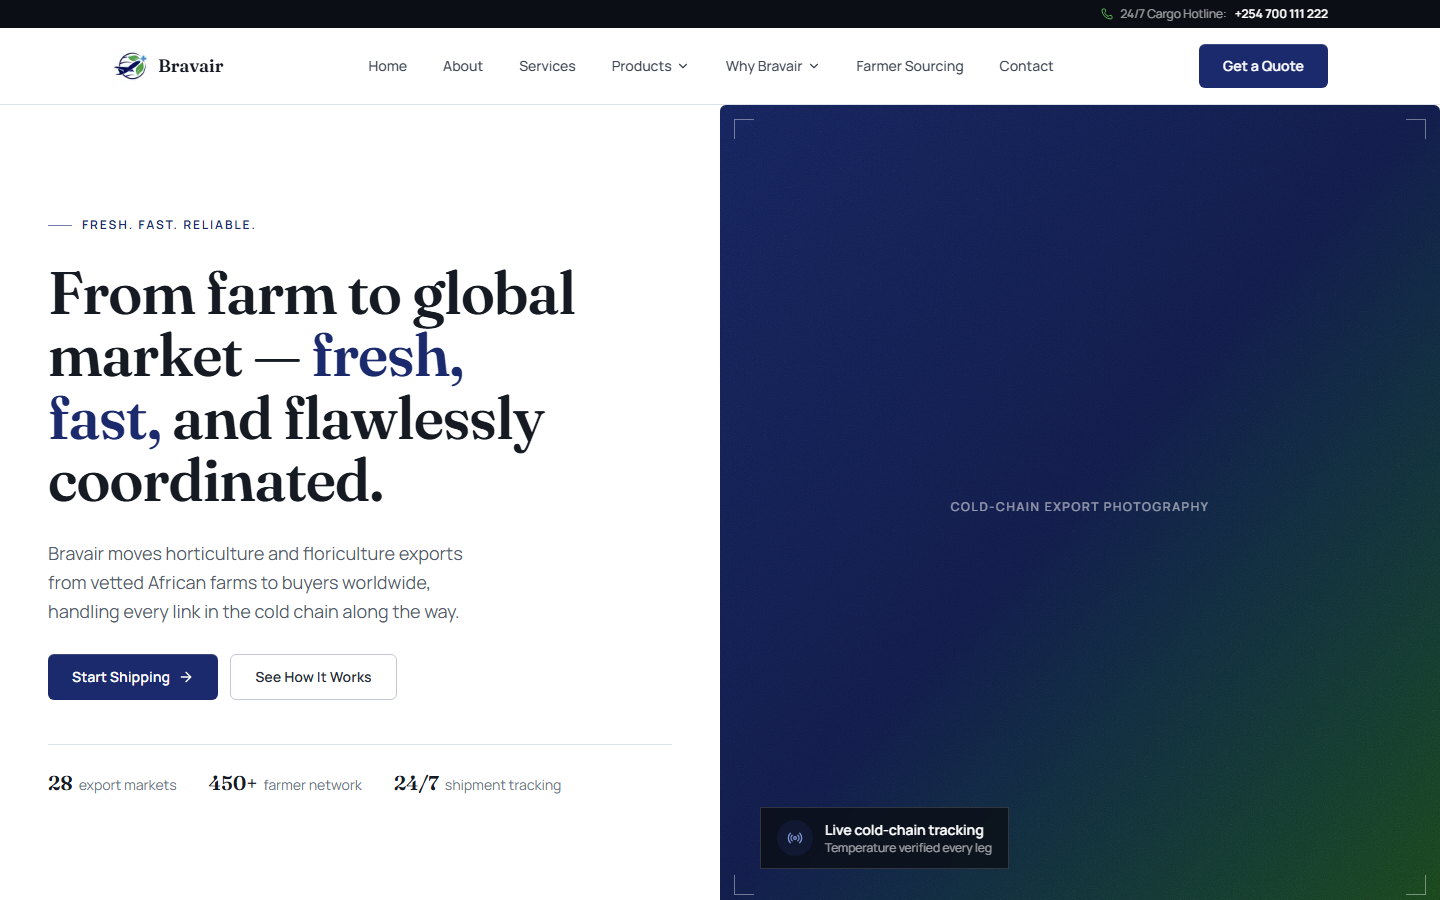 24/7 Cargo Hotline: +254 700 111 222
Bravair
Home
About
Services
Products
Why Bravair
Farmer Sourcing
Contact
Get a Quote
FRESH. FAST. RELIABLE.
From farm to global
market — fresh,
fast, and flawlessly
coordinated.
Bravair moves horticulture and floriculture exports
from vetted African farms to buyers worldwide,
handling every link in the cold chain along the way.
Start Shipping
See How It Works
28 export markets
450+ farmer network
24/7 shipment tracking
COLD-CHAIN EXPORT PHOTOGRAPHY
Live cold-chain tracking
Temperature verified every leg